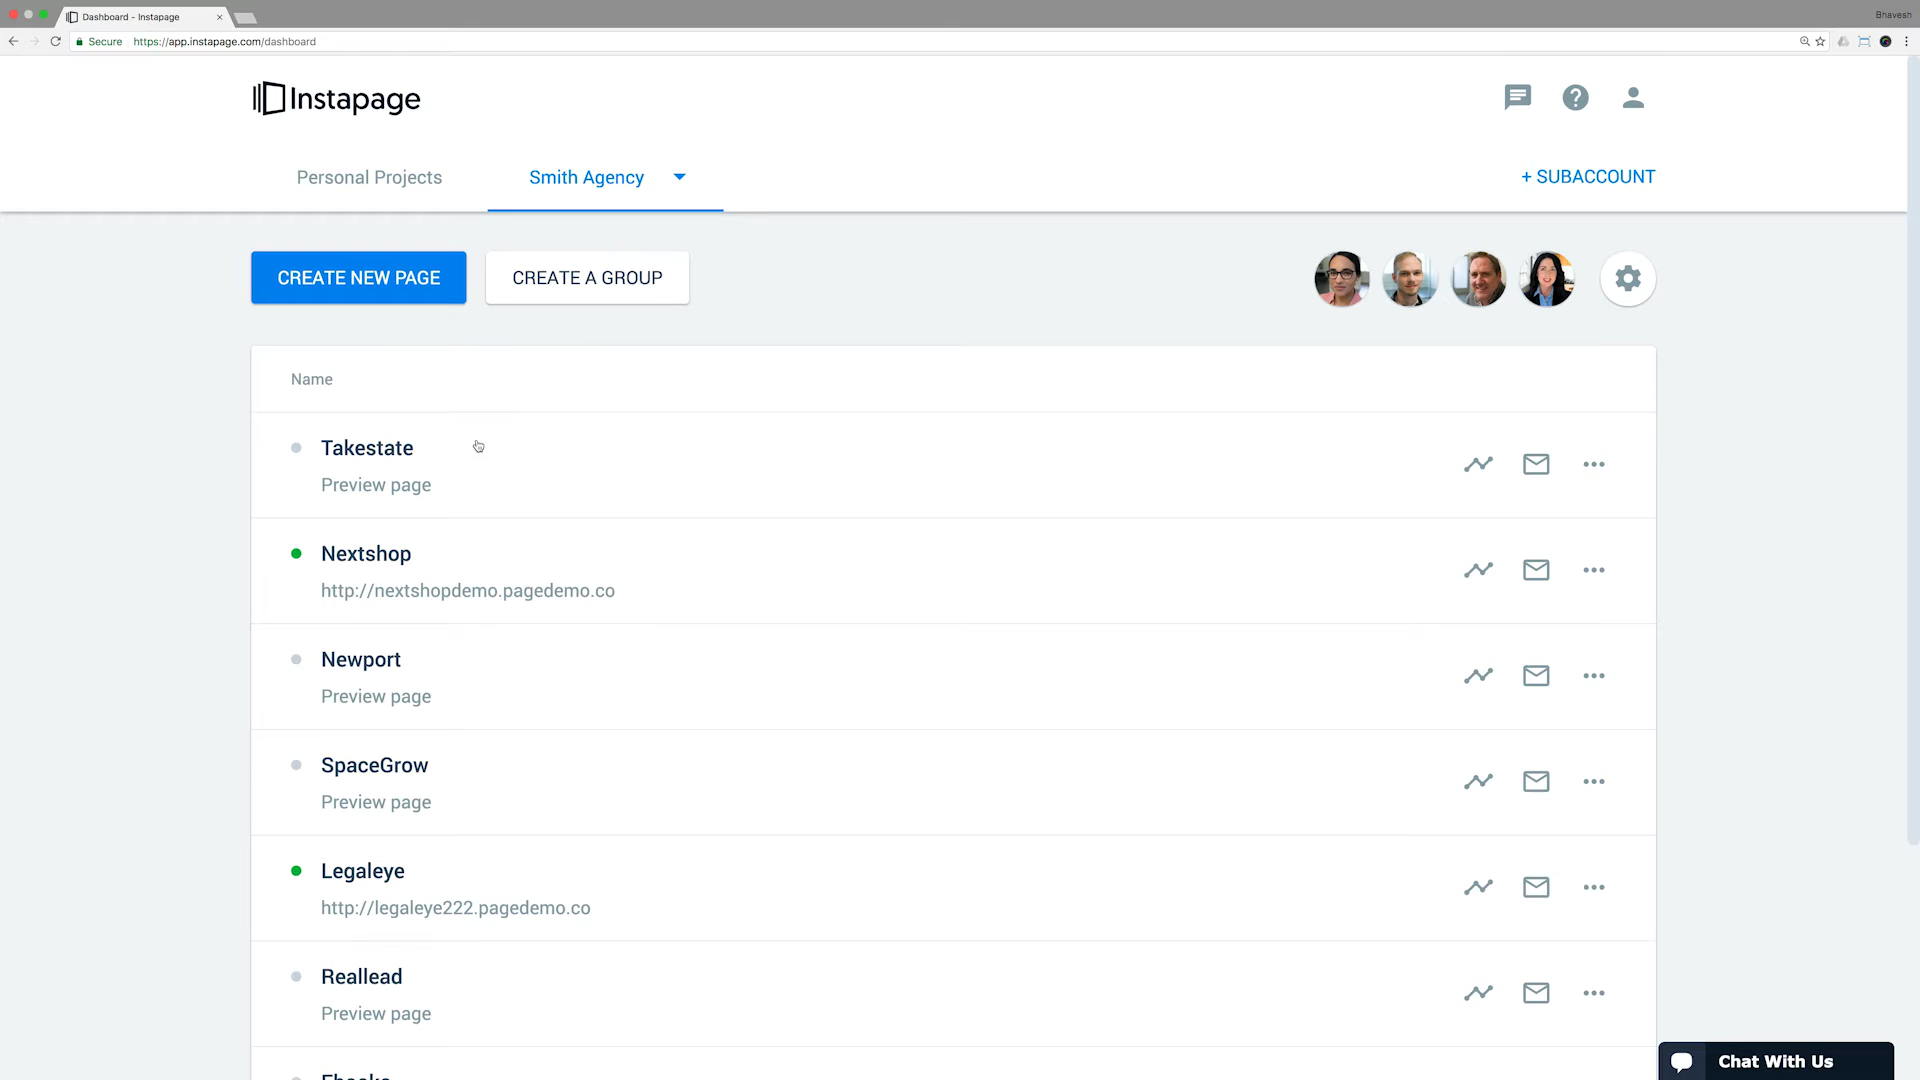 Dashboard - Instapage
Bhavesh
Secure https://app.instapage.com/dashboard
Instapage
Personal Projects
Smith Agency
+ SUBACCOUNT
CREATE NEW PAGE
CREATE A GROUP
Name
Takestate
Preview page
Nextshop
http://nextshopdemo.pagedemo.co
Newport
Preview page
SpaceGrow
Preview page
Legaleye
http://legaleye222.pagedemo.co
Reallead
Preview page
Chat With Us